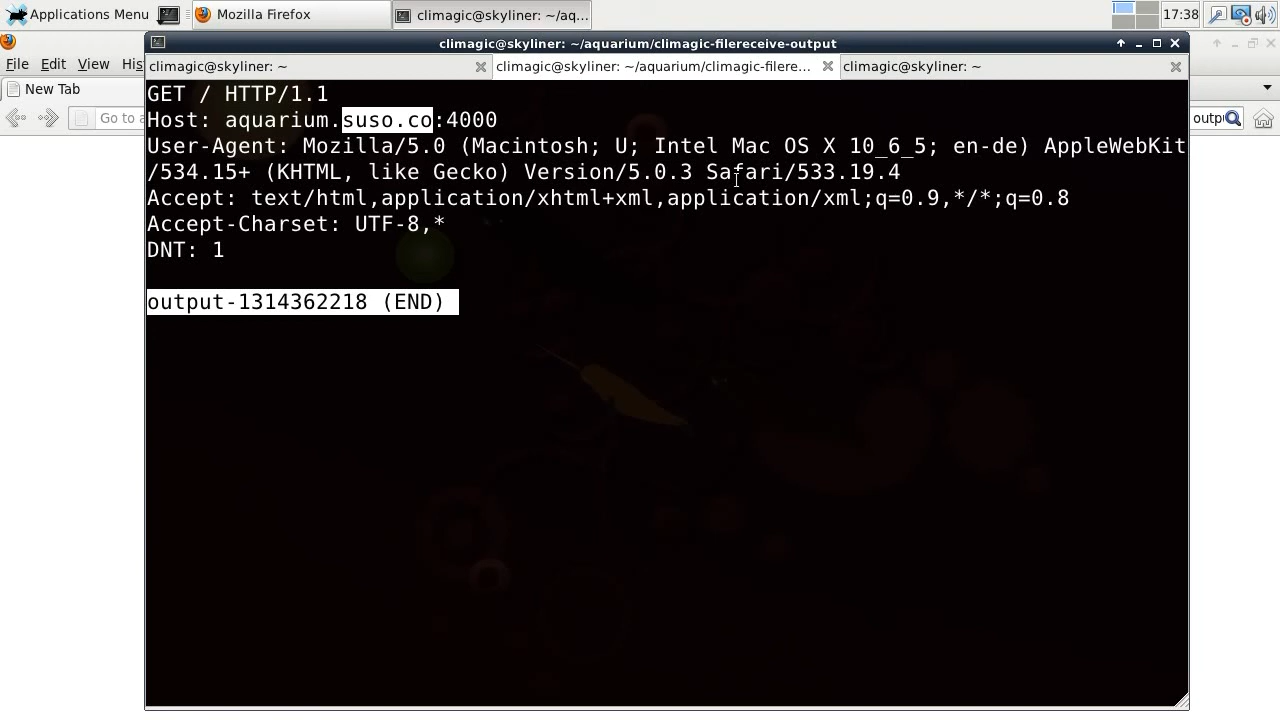 Applications Menu
Mozilla Firefox
climagic@skyliner: ~/aq...
17:38
climagic@skyliner: ~/aquarium/climagic-filereceive-output
File Edit View His
climagic@skyliner: ~
climagic@skyliner: ~/aquarium/climagic-filere...
climagic@skyliner: ~
New Tab
Go to a
outpu
GET / HTTP/1.1
Host: aquarium.suso.co:4000
User-Agent: Mozilla/5.0 (Macintosh; U; Intel Mac OS X 10_6_5; en-de) AppleWebKit
/534.15+ (KHTML, like Gecko) Version/5.0.3 Safari/533.19.4
Accept: text/html,application/xhtml+xml,application/xml;q=0.9,*/*;q=0.8
Accept-Charset: UTF-8,*
DNT: 1
output-1314362218 (END)